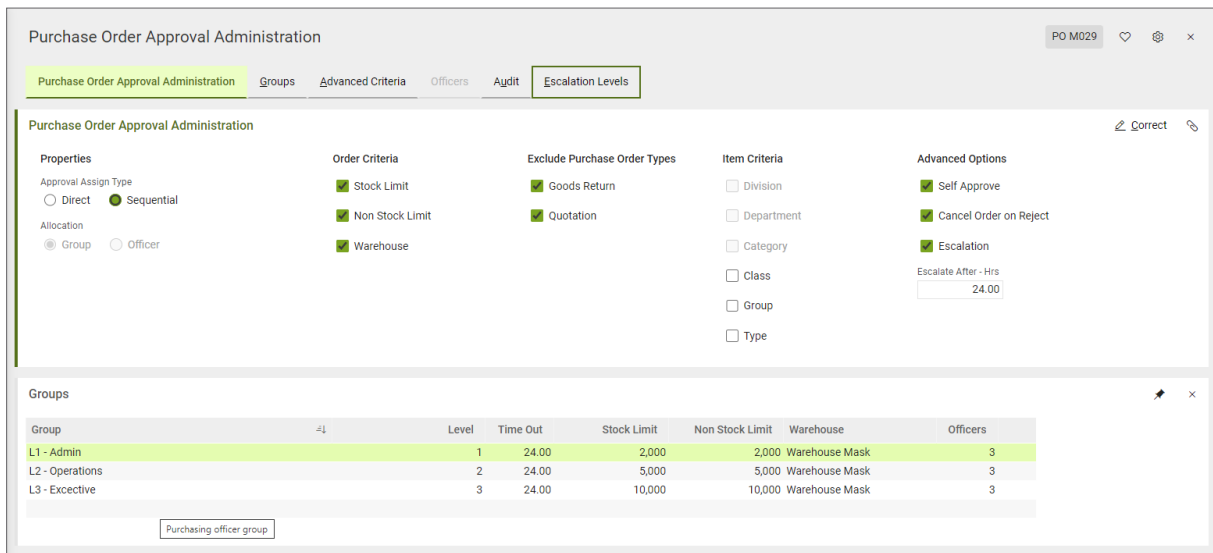 Purchase Order Approval Administration
PO M029
Purchase Order Approval Administration Groups Advanced Criteria Officers Audit Escalation Levels
Purchase Order Approval Administration
Correct
Properties Order Criteria Exclude Purchase Order Types Item Criteria Advanced Options
Approval Assign Type
Direct Sequential
Stock Limit Goods Return Division Self Approve
Non Stock Limit Quotation Department Cancel Order on Reject
Allocation
Group Officer
Warehouse Category Escalation
Class
Escalate After - Hrs
24.00
Group
Type
Groups
Group Level Time Out Stock Limit Non Stock Limit Warehouse Officers
L1 - Admin 1 24.00 2,000 2,000 Warehouse Mask 3
L2 - Operations 2 24.00 5,000 5,000 Warehouse Mask 3
L3 - Excective 3 24.00 10,000 10,000 Warehouse Mask 3
Purchasing officer group